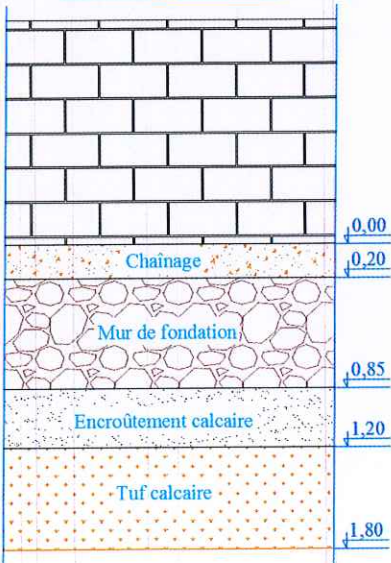 0,00
Chaînage
0,20
Mur de fondation
0,85
Encroûtement calcaire
1,20
Tuf calcaire
1,80